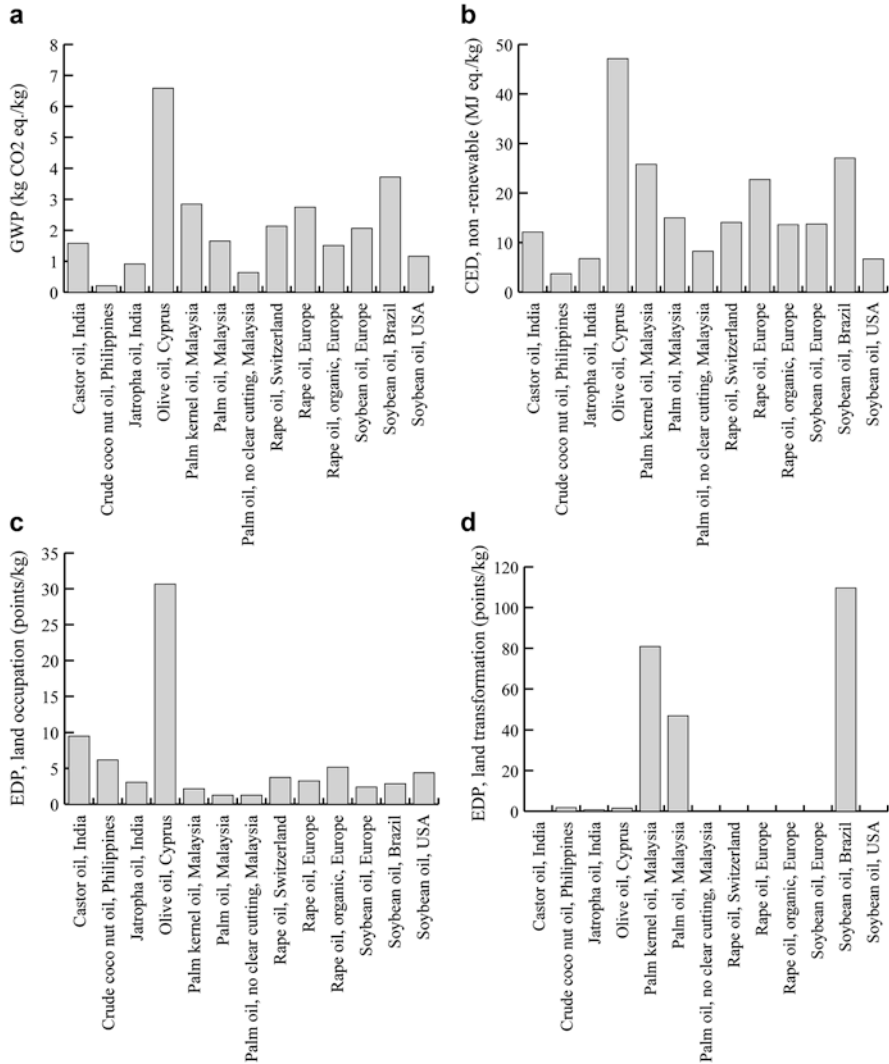 a
GWP (kg CO2 eq./kg)
8
7
6
5
4
3
2
1
0
Castor oil, India
Crude coco nut oil, Philippines
Jatropha oil, India
Olive oil, Cyprus
Palm kernel oil, Malaysia
Palm oil, Malaysia
Palm oil, no clear cutting, Malaysia
Rape oil, Switzerland
Rape oil, Europe
Rape oil, organic, Europe
Soybean oil, Europe
Soybean oil, Brazil
Soybean oil, USA
b
CED, non -renewable (MJ eq./kg)
50
40
30
20
10
0
Castor oil, India
Crude coco nut oil, Philippines
Jatropha oil, India
Olive oil, Cyprus
Palm kernel oil, Malaysia
Palm oil, Malaysia
Palm oil, no clear cutting, Malaysia
Rape oil, Switzerland
Rape oil, Europe
Rape oil, organic, Europe
Soybean oil, Europe
Soybean oil, Brazil
Soybean oil, USA
c
EDP, land occupation (points/kg)
35
30
25
20
15
10
5
0
Castor oil, India
Crude coco nut oil, Philippines
Jatropha oil, India
Olive oil, Cyprus
Palm kernel oil, Malaysia
Palm oil, Malaysia
Palm oil, no clear cutting, Malaysia
Rape oil, Switzerland
Rape oil, Europe
Rape oil, organic, Europe
Soybean oil, Europe
Soybean oil, Brazil
Soybean oil, USA
d
EDP, land transformation (points/kg)
120
100
80
60
40
20
0
Castor oil, India
Crude coco nut oil, Philippines
Jatropha oil, India
Olive oil, Cyprus
Palm kernel oil, Malaysia
Palm oil, Malaysia
Palm oil, no clear cutting, Malaysia
Rape oil, Switzerland
Rape oil, Europe
Rape oil, organic, Europe
Soybean oil, Europe
Soybean oil, Brazil
Soybean oil, USA